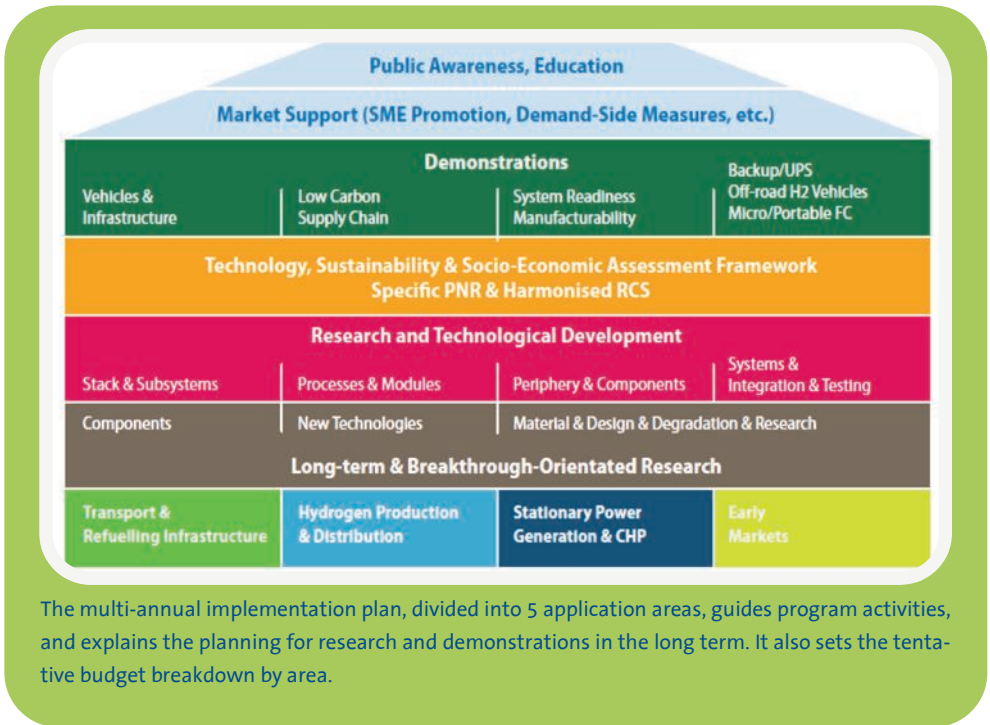 Public Awareness, Education
Market Support (SME Promotion, Demand-Side Measures, etc.)
Demonstrations
Vehicles &
Infrastructure
Low Carbon
Supply Chain
System Readiness
Manufacturability
Backup/UPS
Off-road H2 Vehicles
Micro/Portable FC
Technology, Sustainability & Socio-Economic Assessment Framework
Specific PNR & Harmonised RCS
Research and Technological Development
Stack & Subsystems
Processes & Modules
Periphery & Components
Systems &
Integration & Testing
Components
New Technologies
Material & Design & Degradation & Research
Long-term & Breakthrough-Orientated Research
Transport &
Refuelling Infrastructure
Hydrogen Production
& Distribution
Stationary Power
Generation & CHP
Early
Markets
The multi-annual implementation plan, divided into 5 application areas, guides program activities,
and explains the planning for research and demonstrations in the long term. It also sets the tenta-
tive budget breakdown by area.